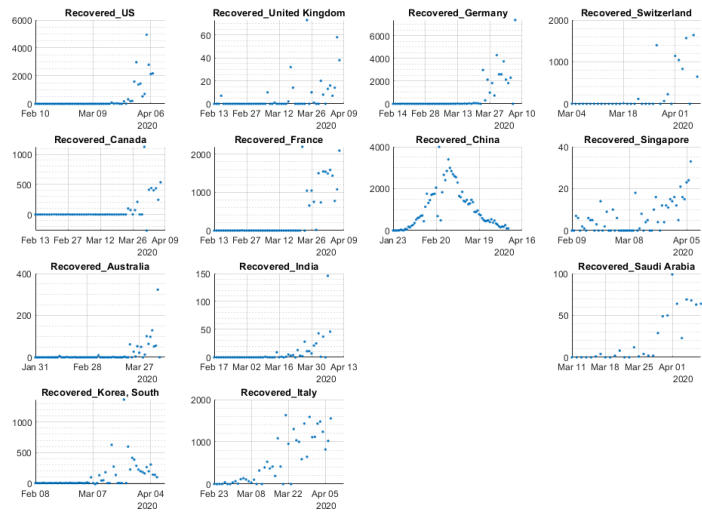 Recovered_US
6000
4000
2000
0
Feb 10 Mar 09 Apr 06
2020
Recovered_United Kingdom
60
40
20
0
Feb 13 Feb 27 Mar 12 Mar 26 Apr 09
2020
Recovered_Germany
6000
4000
2000
0
Feb 14 Feb 28 Mar 13 Mar 27 Apr 10
2020
Recovered_Switzerland
2000
1500
1000
500
0
Mar 04 Mar 18 Apr 01
2020
Recovered_Canada
1000
500
0
Feb 13 Feb 27 Mar 12 Mar 26 Apr 09
2020
Recovered_France
2000
1000
0
Feb 13 Feb 27 Mar 12 Mar 26 Apr 09
2020
Recovered_China
4000
2000
0
Jan 23 Feb 20 Mar 19 Apr 16
2020
Recovered_Singapore
40
20
0
Feb 09 Mar 08 Apr 05
2020
Recovered_Australia
400
200
0
Jan 31 Feb 28 Mar 27
2020
Recovered_India
150
100
50
0
Feb 17 Mar 02 Mar 16 Mar 30 Apr 13
2020
Recovered_Saudi Arabia
100
50
0
Mar 11 Mar 18 Mar 25 Apr 01
2020
Recovered_Korea, South
1000
500
0
Feb 08 Mar 07 Apr 04
2020
Recovered_Italy
2000
1000
0
Feb 23 Mar 08 Mar 22 Apr 05
2020